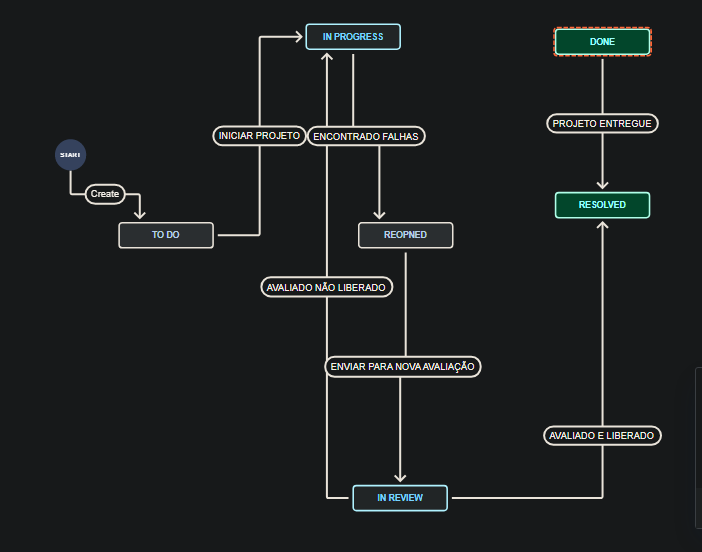 IN PROGRESS
DONE
INICIAR PROJETO
ENCONTRADO FALHAS
PROJETO ENTREGUE
START
Create
TO DO
REOPNED
RESOLVED
AVALIADO NÃO LIBERADO
ENVIAR PARA NOVA AVALIAÇÃO
AVALIADO E LIBERADO
IN REVIEW